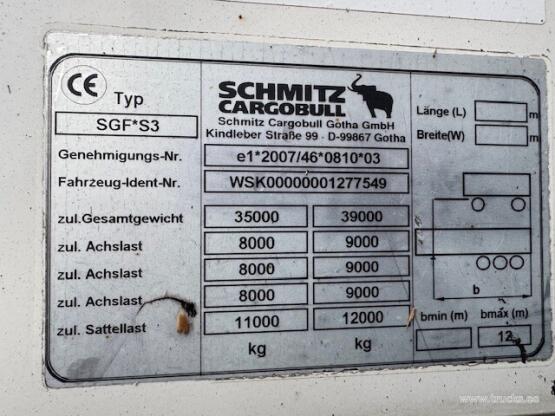 CE
Typ
SGF*S3
SCHMITZ
CARGOBULL
Schmitz Cargobull Gotha GmbH
Kindleber Straße 99 · D-99867 Gotha
Länge (L) m
Breite(W) m
Genehmigungs-Nr. e1*2007/46*0810*03
Fahrzeug-Ident-Nr. WSK00000001277549
zul.Gesamtgewicht 35000 39000
zul. Achslast 8000 9000
zul. Achslast 8000 9000
zul. Achslast 8000 9000
zul. Sattellast 11000 12000
kg kg
b
bmin (m) bmax (m)
12
www.trucks.ee